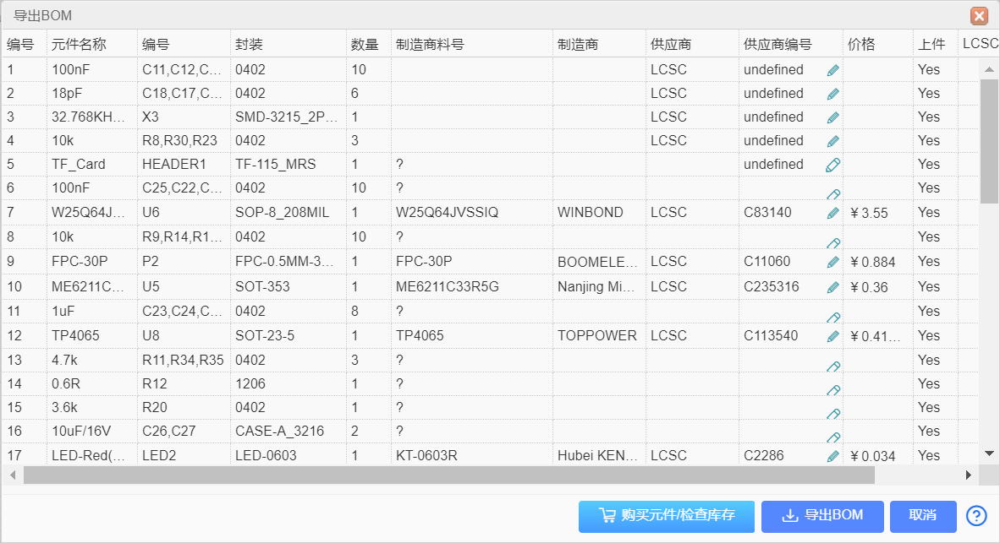 导出BOM
编号 元件名称 编号 封装 数量 制造商料号 制造商 供应商 供应商编号 价格 上件 LCSC
1 100nF C11,C12,C... 0402 10 LCSC undefined Yes
2 18pF C18,C17,C... 0402 6 LCSC undefined Yes
3 32.768KH... X3 SMD-3215_2P... 1 LCSC undefined Yes
4 10k R8,R30,R23 0402 3 LCSC undefined Yes
5 TF_Card HEADER1 TF-115_MRS 1 ? undefined Yes
6 100nF C25,C22,C... 0402 10 ? Yes
7 W25Q64J... U6 SOP-8_208MIL 1 W25Q64JVSSIQ WINBOND LCSC C83140 ¥3.55 Yes
8 10k R9,R14,R1... 0402 10 ? Yes
9 FPC-30P P2 FPC-0.5MM-3... 1 FPC-30P BOOMELE... LCSC C11060 ¥0.884 Yes
10 ME6211C... U5 SOT-353 1 ME6211C33R5G Nanjing Mi... LCSC C235316 ¥0.36 Yes
11 1uF C23,C24,C... 0402 8 ? Yes
12 TP4065 U8 SOT-23-5 1 TP4065 TOPPOWER LCSC C113540 ¥0.41... Yes
13 4.7k R11,R34,R35 0402 3 ? Yes
14 0.6R R12 1206 1 ? Yes
15 3.6k R20 0402 1 ? Yes
16 10uF/16V C26,C27 CASE-A_3216 2 ? Yes
17 LED-Red(... LED2 LED-0603 1 KT-0603R Hubei KEN... LCSC C2286 ¥0.034 Yes
购买元件/检查库存 导出BOM 取消 ?